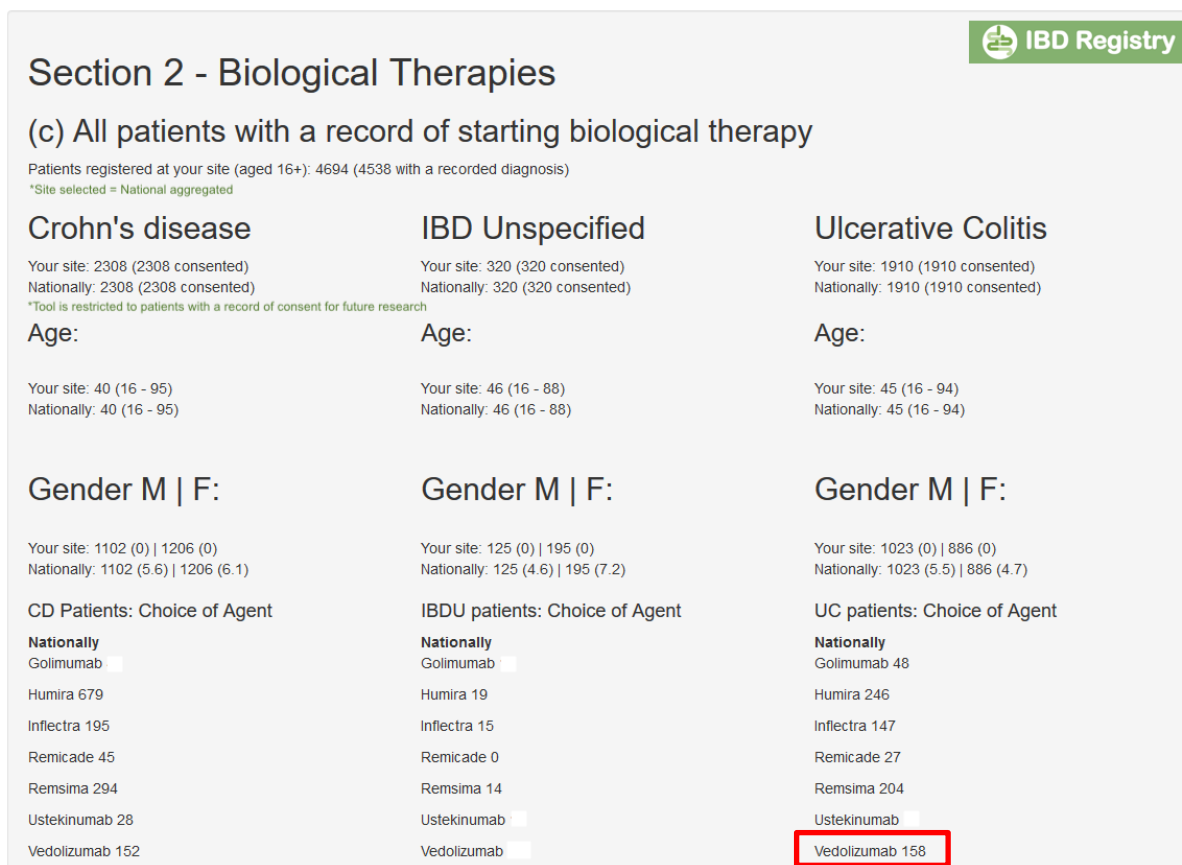 IBD Registry
Section 2 - Biological Therapies
(c) All patients with a record of starting biological therapy
Patients registered at your site (aged 16+): 4694 (4538 with a recorded diagnosis)
*Site selected = National aggregated
Crohn's disease
Your site: 2308 (2308 consented)
Nationally: 2308 (2308 consented)
*Tool is restricted to patients with a record of consent for future research
Age:
Your site: 40 (16 - 95)
Nationally: 40 (16 - 95)
Gender M | F:
Your site: 1102 (0) | 1206 (0)
Nationally: 1102 (5.6) | 1206 (6.1)
CD Patients: Choice of Agent
Nationally
Golimumab
Humira 679
Inflectra 195
Remicade 45
Remsima 294
Ustekinumab 28
Vedolizumab 152
IBD Unspecified
Your site: 320 (320 consented)
Nationally: 320 (320 consented)
Age:
Your site: 46 (16 - 88)
Nationally: 46 (16 - 88)
Gender M | F:
Your site: 125 (0) | 195 (0)
Nationally: 125 (4.6) | 195 (7.2)
IBDU patients: Choice of Agent
Nationally
Golimumab
Humira 19
Inflectra 15
Remicade 0
Remsima 14
Ustekinumab
Vedolizumab
Ulcerative Colitis
Your site: 1910 (1910 consented)
Nationally: 1910 (1910 consented)
Age:
Your site: 45 (16 - 94)
Nationally: 45 (16 - 94)
Gender M | F:
Your site: 1023 (0) | 886 (0)
Nationally: 1023 (5.5) | 886 (4.7)
UC patients: Choice of Agent
Nationally
Golimumab 48
Humira 246
Inflectra 147
Remicade 27
Remsima 204
Ustekinumab
Vedolizumab 158